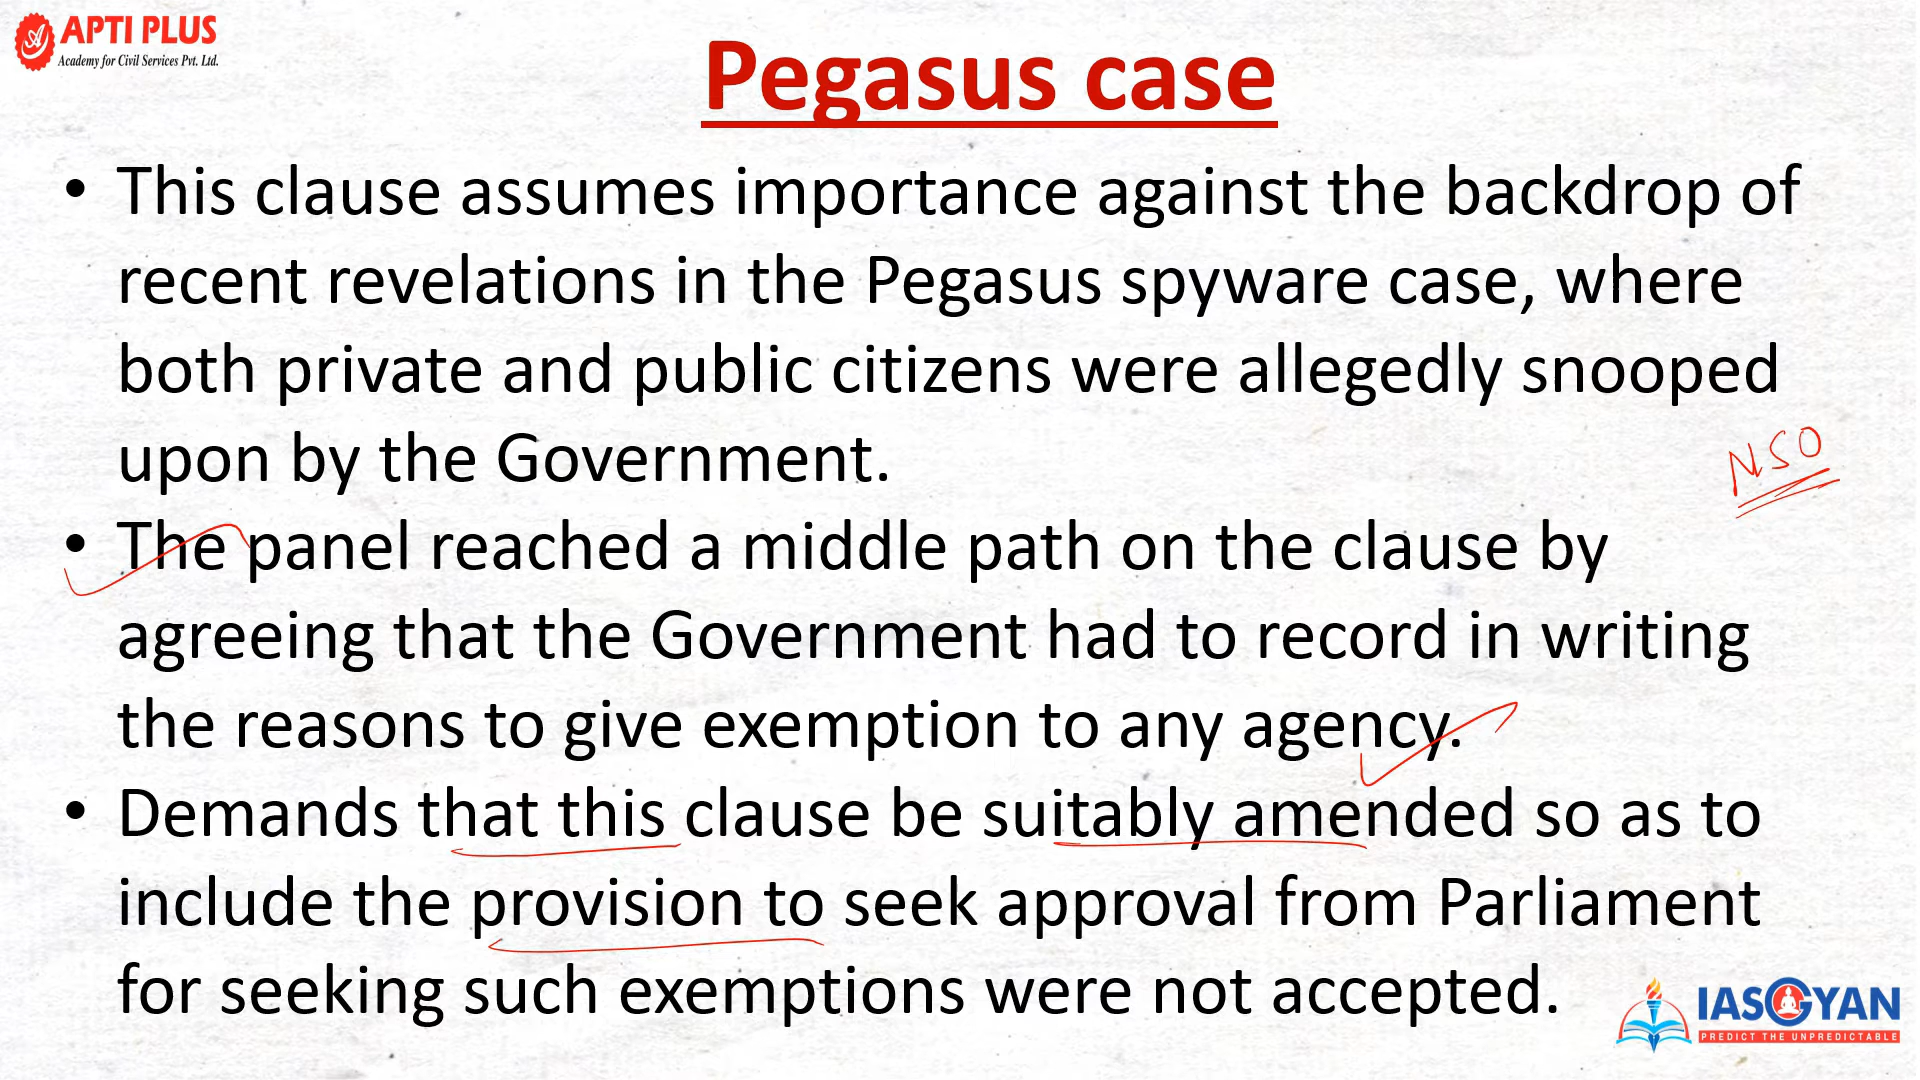 APTI PLUS
Academy for Civil Services Pvt. Ltd.
Pegasus case
• This clause assumes importance against the backdrop of
recent revelations in the Pegasus spyware case, where
both private and public citizens were allegedly snooped
upon by the Government.
NSO
• The panel reached a middle path on the clause by
agreeing that the Government had to record in writing
the reasons to give exemption to any agency.
• Demands that this clause be suitably amended so as to
include the provision to seek approval from Parliament
for seeking such exemptions were not accepted.
IASGYAN
PREDICT THE UNPREDICTABLE